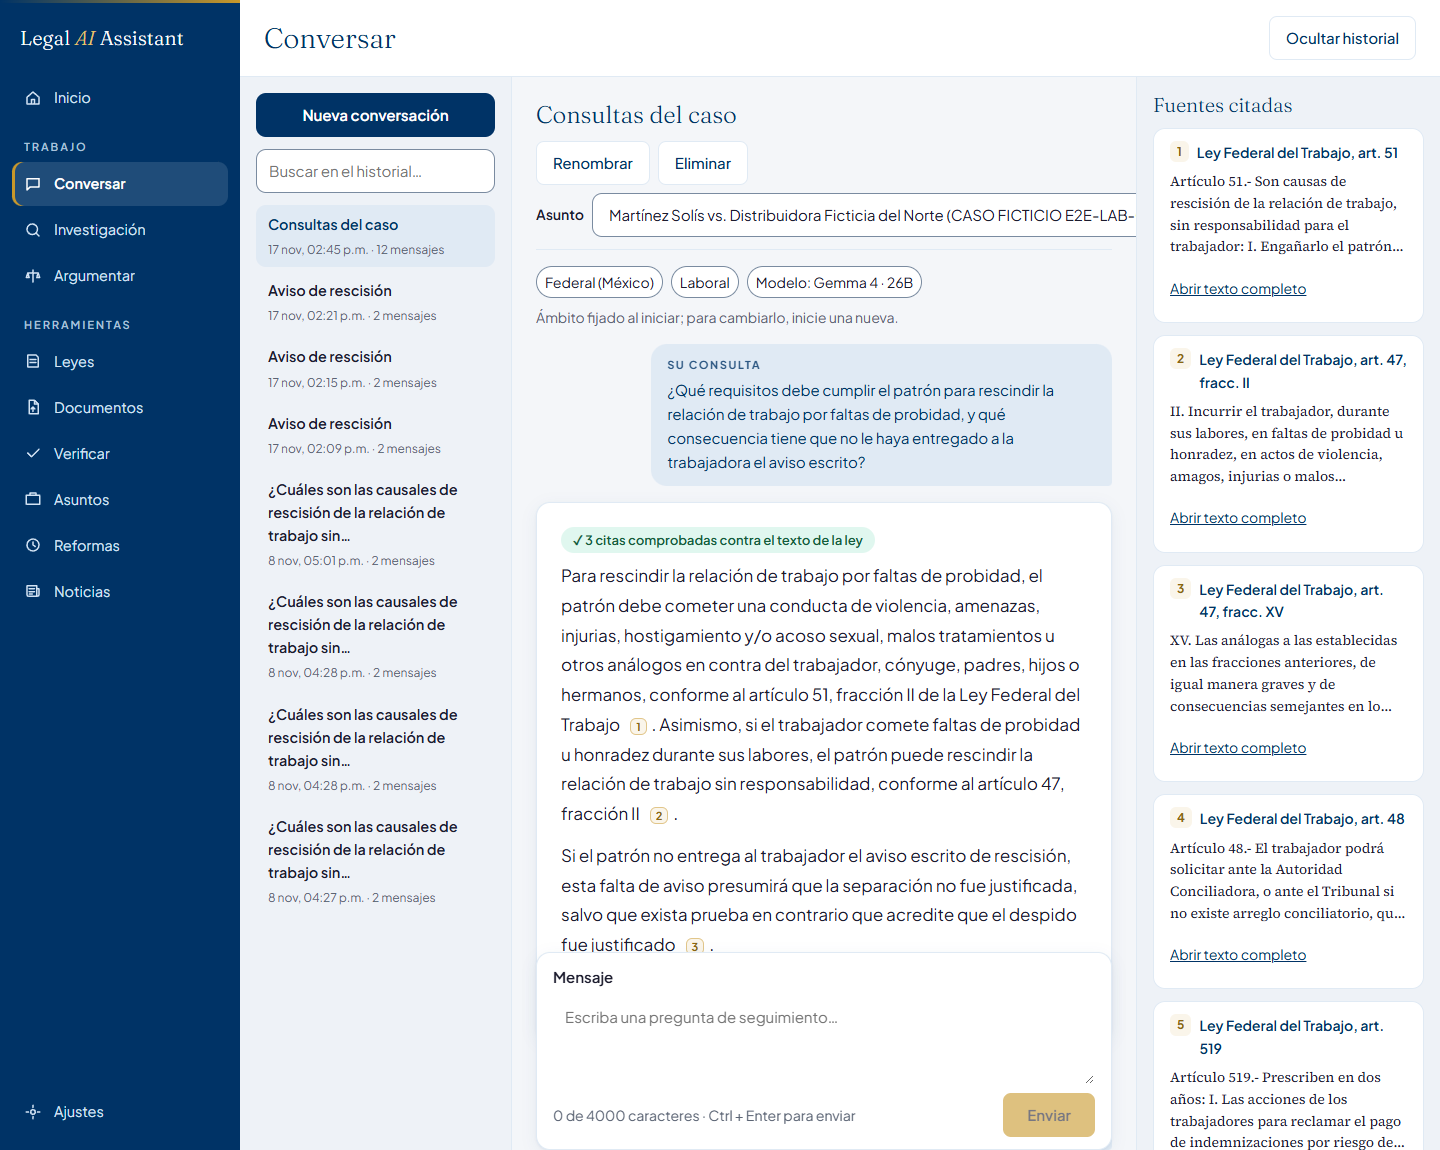 Legal AI Assistant
Inicio
TRABAJO
Conversar
Investigación
Argumentar
HERRAMIENTAS
Leyes
Documentos
Verificar
Asuntos
Reformas
Noticias
Ajustes
Conversar
Ocultar historial
Nueva conversación
Buscar en el historial...
Consultas del caso
17 nov, 02:45 p.m. · 12 mensajes
Aviso de rescisión
17 nov, 02:21 p.m. · 2 mensajes
Aviso de rescisión
17 nov, 02:15 p.m. · 2 mensajes
Aviso de rescisión
17 nov, 02:09 p.m. · 2 mensajes
¿Cuáles son las causales de
rescisión de la relación de
trabajo sin...
8 nov, 05:01 p.m. · 2 mensajes
¿Cuáles son las causales de
rescisión de la relación de
trabajo sin...
8 nov, 04:28 p.m. · 2 mensajes
¿Cuáles son las causales de
rescisión de la relación de
trabajo sin...
8 nov, 04:28 p.m. · 2 mensajes
¿Cuáles son las causales de
rescisión de la relación de
trabajo sin...
8 nov, 04:27 p.m. · 2 mensajes
Consultas del caso
Renombrar
Eliminar
Asunto
Martínez Solís vs. Distribuidora Ficticia del Norte (CASO FICTICIO E2E-LAB-
Federal (México)
Laboral
Modelo: Gemma 4 · 26B
Ámbito fijado al iniciar; para cambiarlo, inicie una nueva.
SU CONSULTA
¿Qué requisitos debe cumplir el patrón para rescindir la
relación de trabajo por faltas de probidad, y qué
consecuencia tiene que no le haya entregado a la
trabajadora el aviso escrito?
✓ 3 citas comprobadas contra el texto de la ley
Para rescindir la relación de trabajo por faltas de probidad, el
patrón debe cometer una conducta de violencia, amenazas,
injurias, hostigamiento y/o acoso sexual, malos tratamientos u
otros análogos en contra del trabajador, cónyuge, padres, hijos o
hermanos, conforme al artículo 51, fracción II de la Ley Federal del
Trabajo 1 . Asimismo, si el trabajador comete faltas de probidad
u honradez durante sus labores, el patrón puede rescindir la
relación de trabajo sin responsabilidad, conforme al artículo 47,
fracción II 2 .
Si el patrón no entrega al trabajador el aviso escrito de rescisión,
esta falta de aviso presumirá que la separación no fue justificada,
salvo que exista prueba en contrario que acredite que el despido
fue justificado 3 .
Mensaje
Escriba una pregunta de seguimiento...
0 de 4000 caracteres · Ctrl + Enter para enviar
Enviar
Fuentes citadas
1 Ley Federal del Trabajo, art. 51
Artículo 51.- Son causas de
rescisión de la relación de trabajo,
sin responsabilidad para el
trabajador: I. Engañarlo el patrón...
Abrir texto completo
2 Ley Federal del Trabajo, art. 47,
fracc. II
II. Incurrir el trabajador, durante
sus labores, en faltas de probidad u
honradez, en actos de violencia,
amagos, injurias o malos...
Abrir texto completo
3 Ley Federal del Trabajo, art.
47, fracc. XV
XV. Las análogas a las establecidas
en las fracciones anteriores, de
igual manera graves y de
consecuencias semejantes en lo...
Abrir texto completo
4 Ley Federal del Trabajo, art. 48
Artículo 48.- El trabajador podrá
solicitar ante la Autoridad
Conciliadora, o ante el Tribunal si
no existe arreglo conciliatorio, qu...
Abrir texto completo
5 Ley Federal del Trabajo, art.
519
Artículo 519.- Prescriben en dos
años: I. Las acciones de los
trabajadores para reclamar el pago
de indemnizaciones por riesgo de...